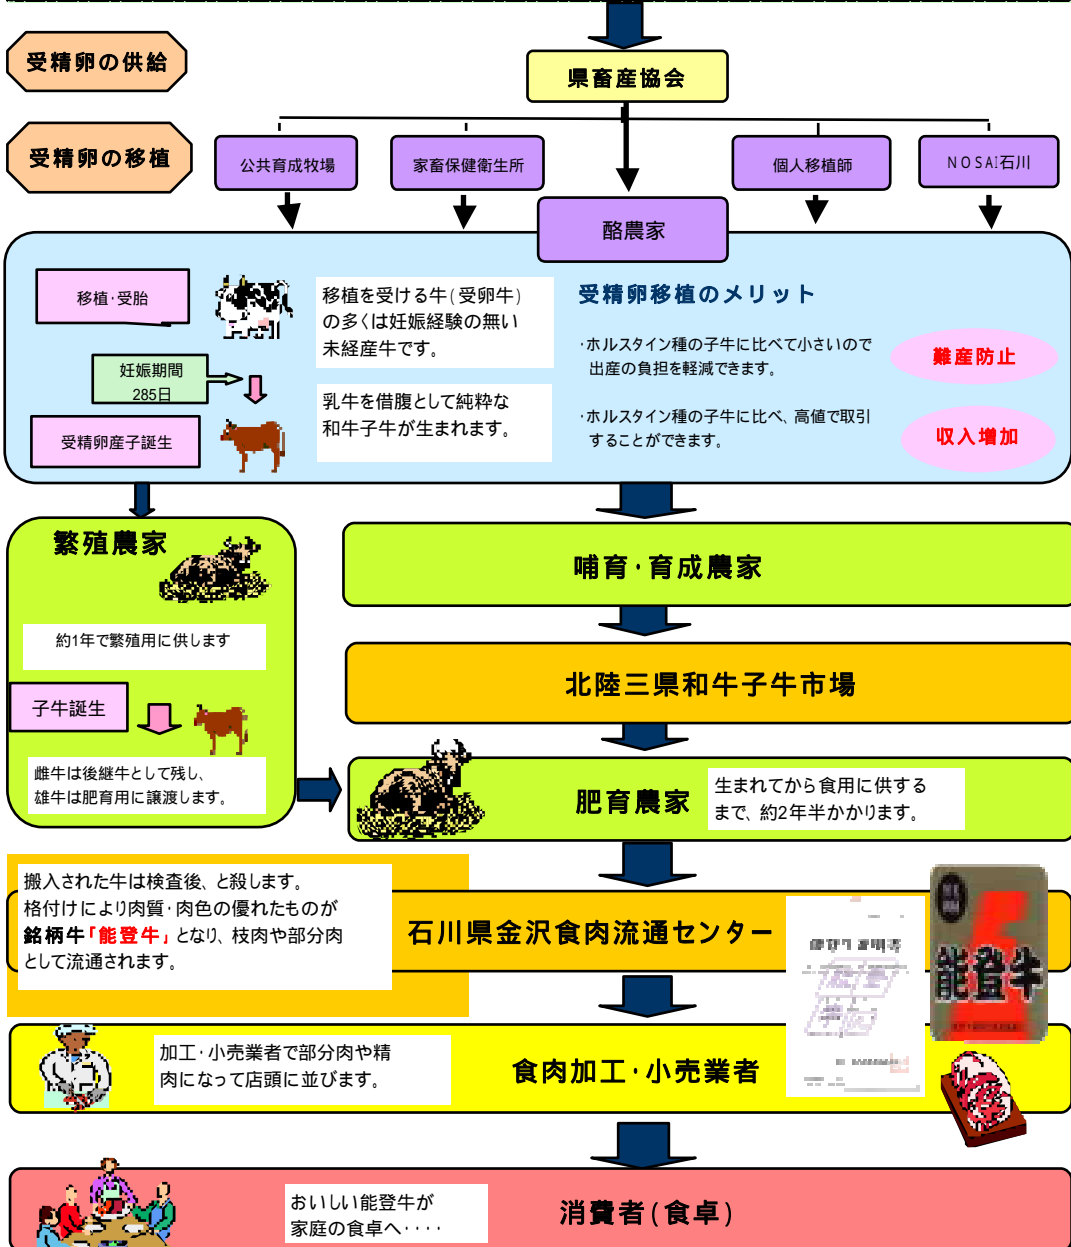 受精卵の供給
県畜産協会
受精卵の移植
公共育成牧場
家畜保健衛生所
個人移植師
NOSAI石川
酪農家
移植・受胎
妊娠期間
285日
受精卵産子誕生
移植を受ける牛(受卵牛)
の多くは妊娠経験の無い
未経産牛です。
乳牛を借腹として純粋な
和牛子牛が生まれます。
受精卵移植のメリット
・ホルスタイン種の子牛に比べて小さいので
出産の負担を軽減できます。
難産防止
・ホルスタイン種の子牛に比べ、高値で取引
することができます。
収入増加
繁殖農家
約1年で繁殖用に供します
子牛誕生
雌牛は後継牛として残し、
雄牛は肥育用に譲渡します。
哺育・育成農家
北陸三県和牛子牛市場
肥育農家
生まれてから食用に供する
まで、約2年半かかります。
搬入された牛は検査後、と殺します。
格付けにより肉質・肉色の優れたものが
銘柄牛「能登牛」となり、枝肉や部分肉
として流通されます。
石川県金沢食肉流通センター
能登牛証明書
能登牛
加工・小売業者で部分肉や精
肉になって店頭に並びます。
食肉加工・小売業者
おいしい能登牛が
家庭の食卓へ・・・・
消費者(食卓)